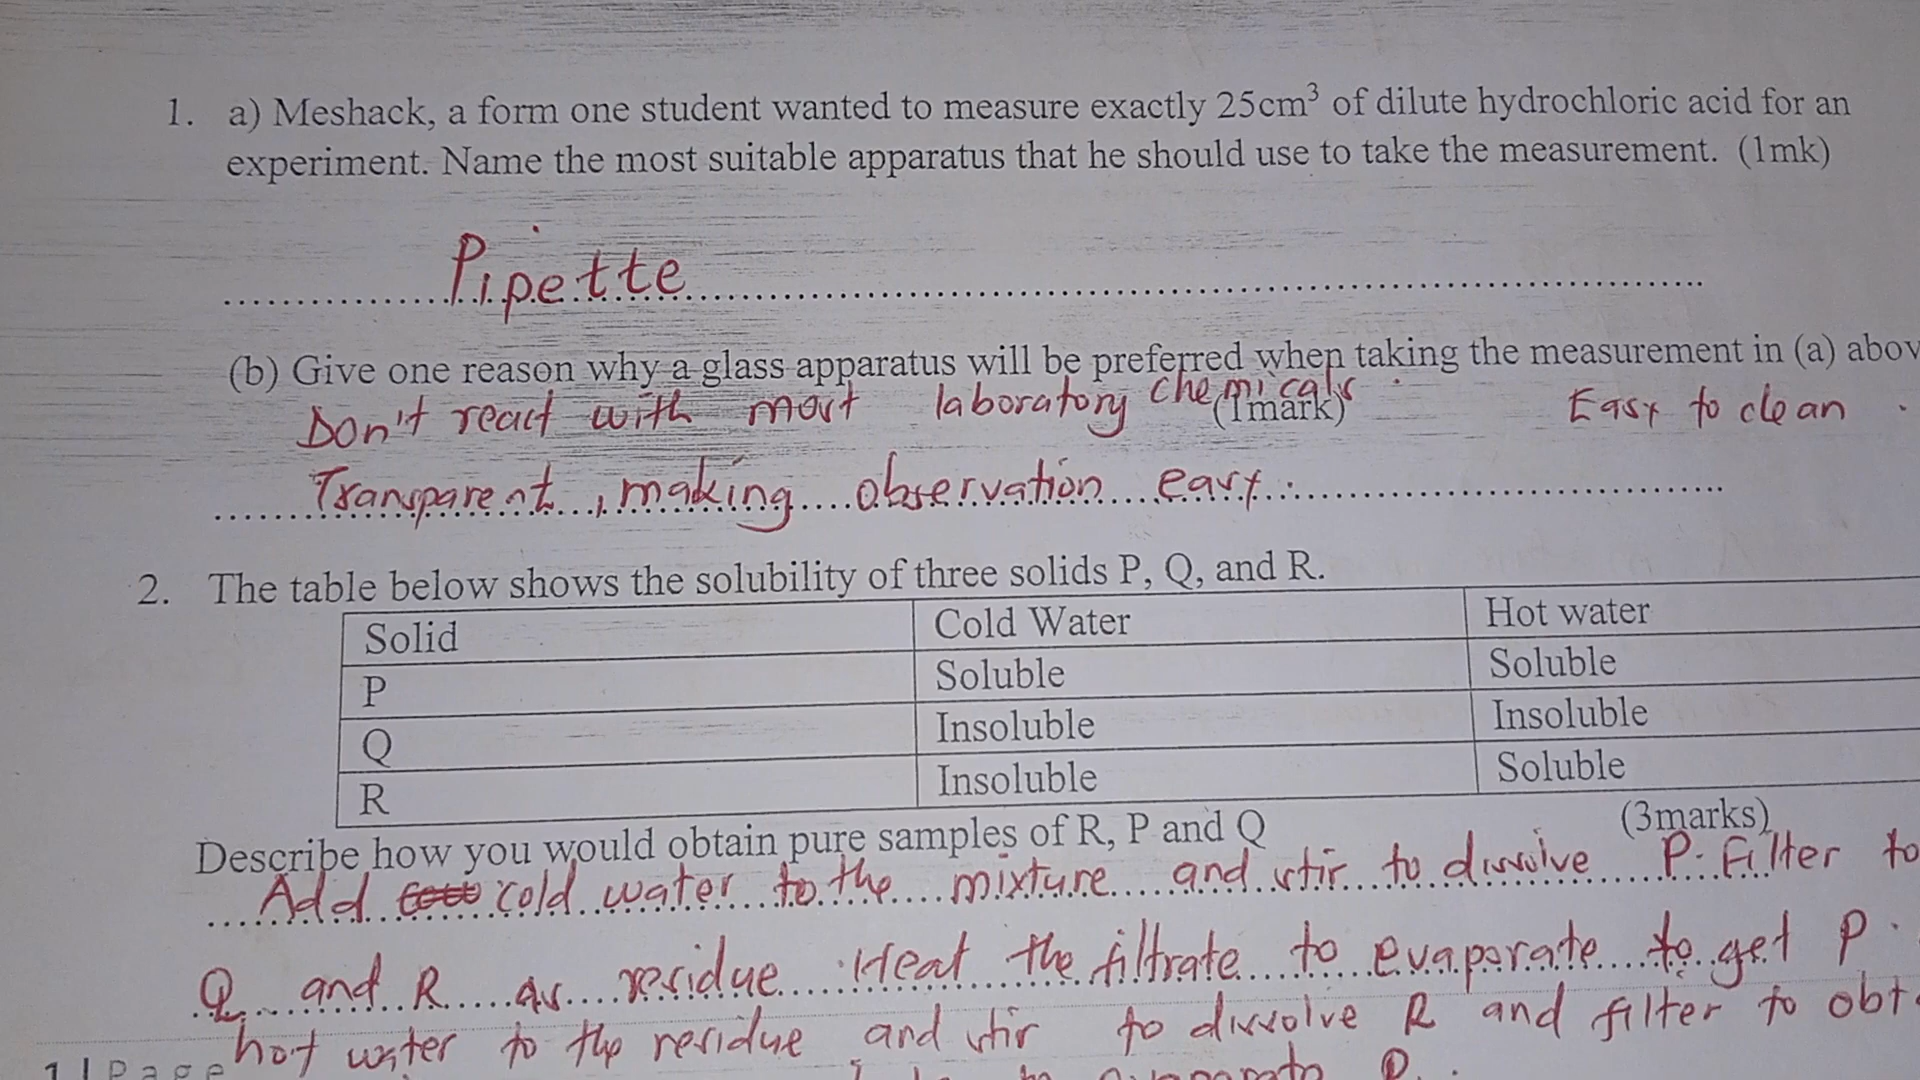 1. a) Meshack, a form one student wanted to measure exactly 25cm³ of dilute hydrochloric acid for an
experiment. Name the most suitable apparatus that he should use to take the measurement. (1mk)
Pipette
(b) Give one reason why a glass apparatus will be preferred when taking the measurement in (a) abov
Don't react with most laboratory chemicals. (1mark) Easy to clean.
Transparent, making observation easy.
2. The table below shows the solubility of three solids P, Q, and R.
Solid Cold Water Hot water
P Soluble Soluble
Q Insoluble Insoluble
R Insoluble Soluble
Describe how you would obtain pure samples of R, P and Q (3marks)
Add cold water to the mixture and stir to dissolve P. Filter to
Q and R as residue. Heat the filtrate to evaporate to get P.
hot water to the residue and stir to dissolve R and filter to obt
1 | Page